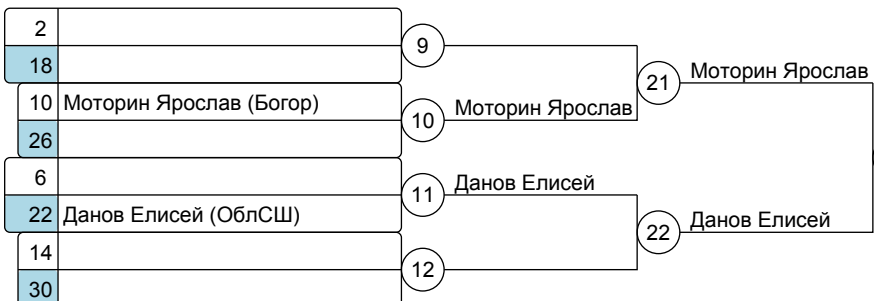 2
9
18
21 Моторин Ярослав
10 Моторин Ярослав (Богор)
10 Моторин Ярослав
26
6
11 Данов Елисей
22 Данов Елисей (ОблСШ)
22 Данов Елисей
14
12
30